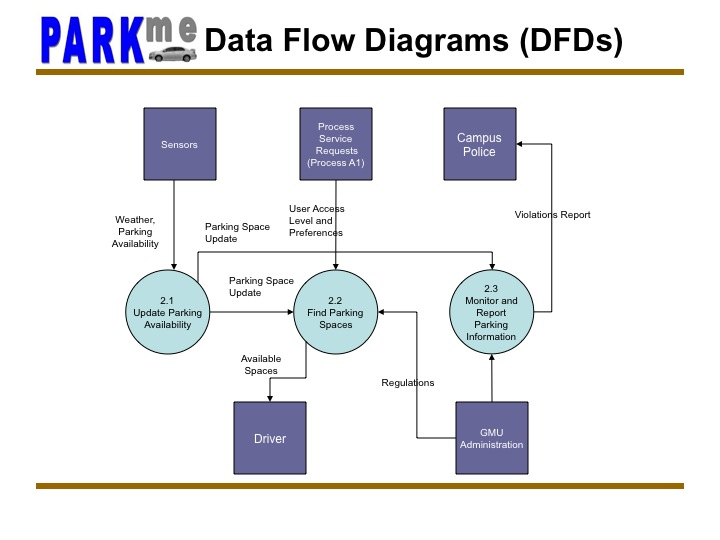 PARKme Data Flow Diagrams (DFDs)
Sensors
Process
Service
Requests
(Process A1)
Campus
Police
Weather,
Parking
Availability
Parking Space
Update
User Access
Level and
Preferences
Violations Report
Parking Space
Update
2.1
Update Parking
Availability
2.2
Find Parking
Spaces
2.3
Monitor and
Report
Parking
Information
Available
Spaces
Regulations
Driver
GMU
Administration